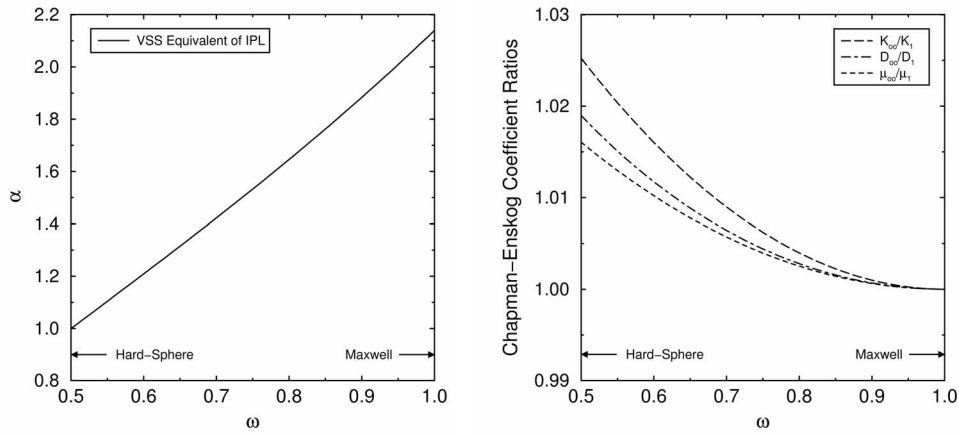 2.2
2.0
1.8
1.6
1.4
1.2
1.0
0.8
α
VSS Equivalent of IPL
Hard−Sphere
Maxwell
0.5 0.6 0.7 0.8 0.9 1.0
ω
1.03
1.02
1.01
1.00
0.99
Chapman−Enskog Coefficient Ratios
K∞/K1
D∞/D1
μ∞/μ1
Hard−Sphere
Maxwell
0.5 0.6 0.7 0.8 0.9 1.0
ω